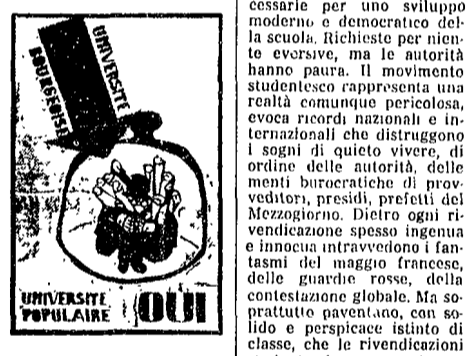 UNIVERSITE
BOURGEOISE
UNIVERSITE
POPULAIRE
OUI
cessarie per uno sviluppo
moderno e democratico del-
la scuola. Richieste per nien-
te eversive, ma le autorità
hanno paura. Il movimento
studentesco rappresenta una
realtà comunque pericolosa,
evoca ricordi nazionali e in-
ternazionali che distruggono
i sogni di quieto vivere, di
ordine delle autorità, delle
menti burocratiche di prov-
veditori, presidi, prefetti del
Mezzogiorno. Dietro ogni ri-
vendicazione spesso ingenua
e innocua intravvedono i fan-
tasmi del maggio francese,
delle guardie rosse, della
contestazione globale. Ma so-
prattutto paventano, con so-
lido e perspicace istinto di
classe, che le rivendicazioni